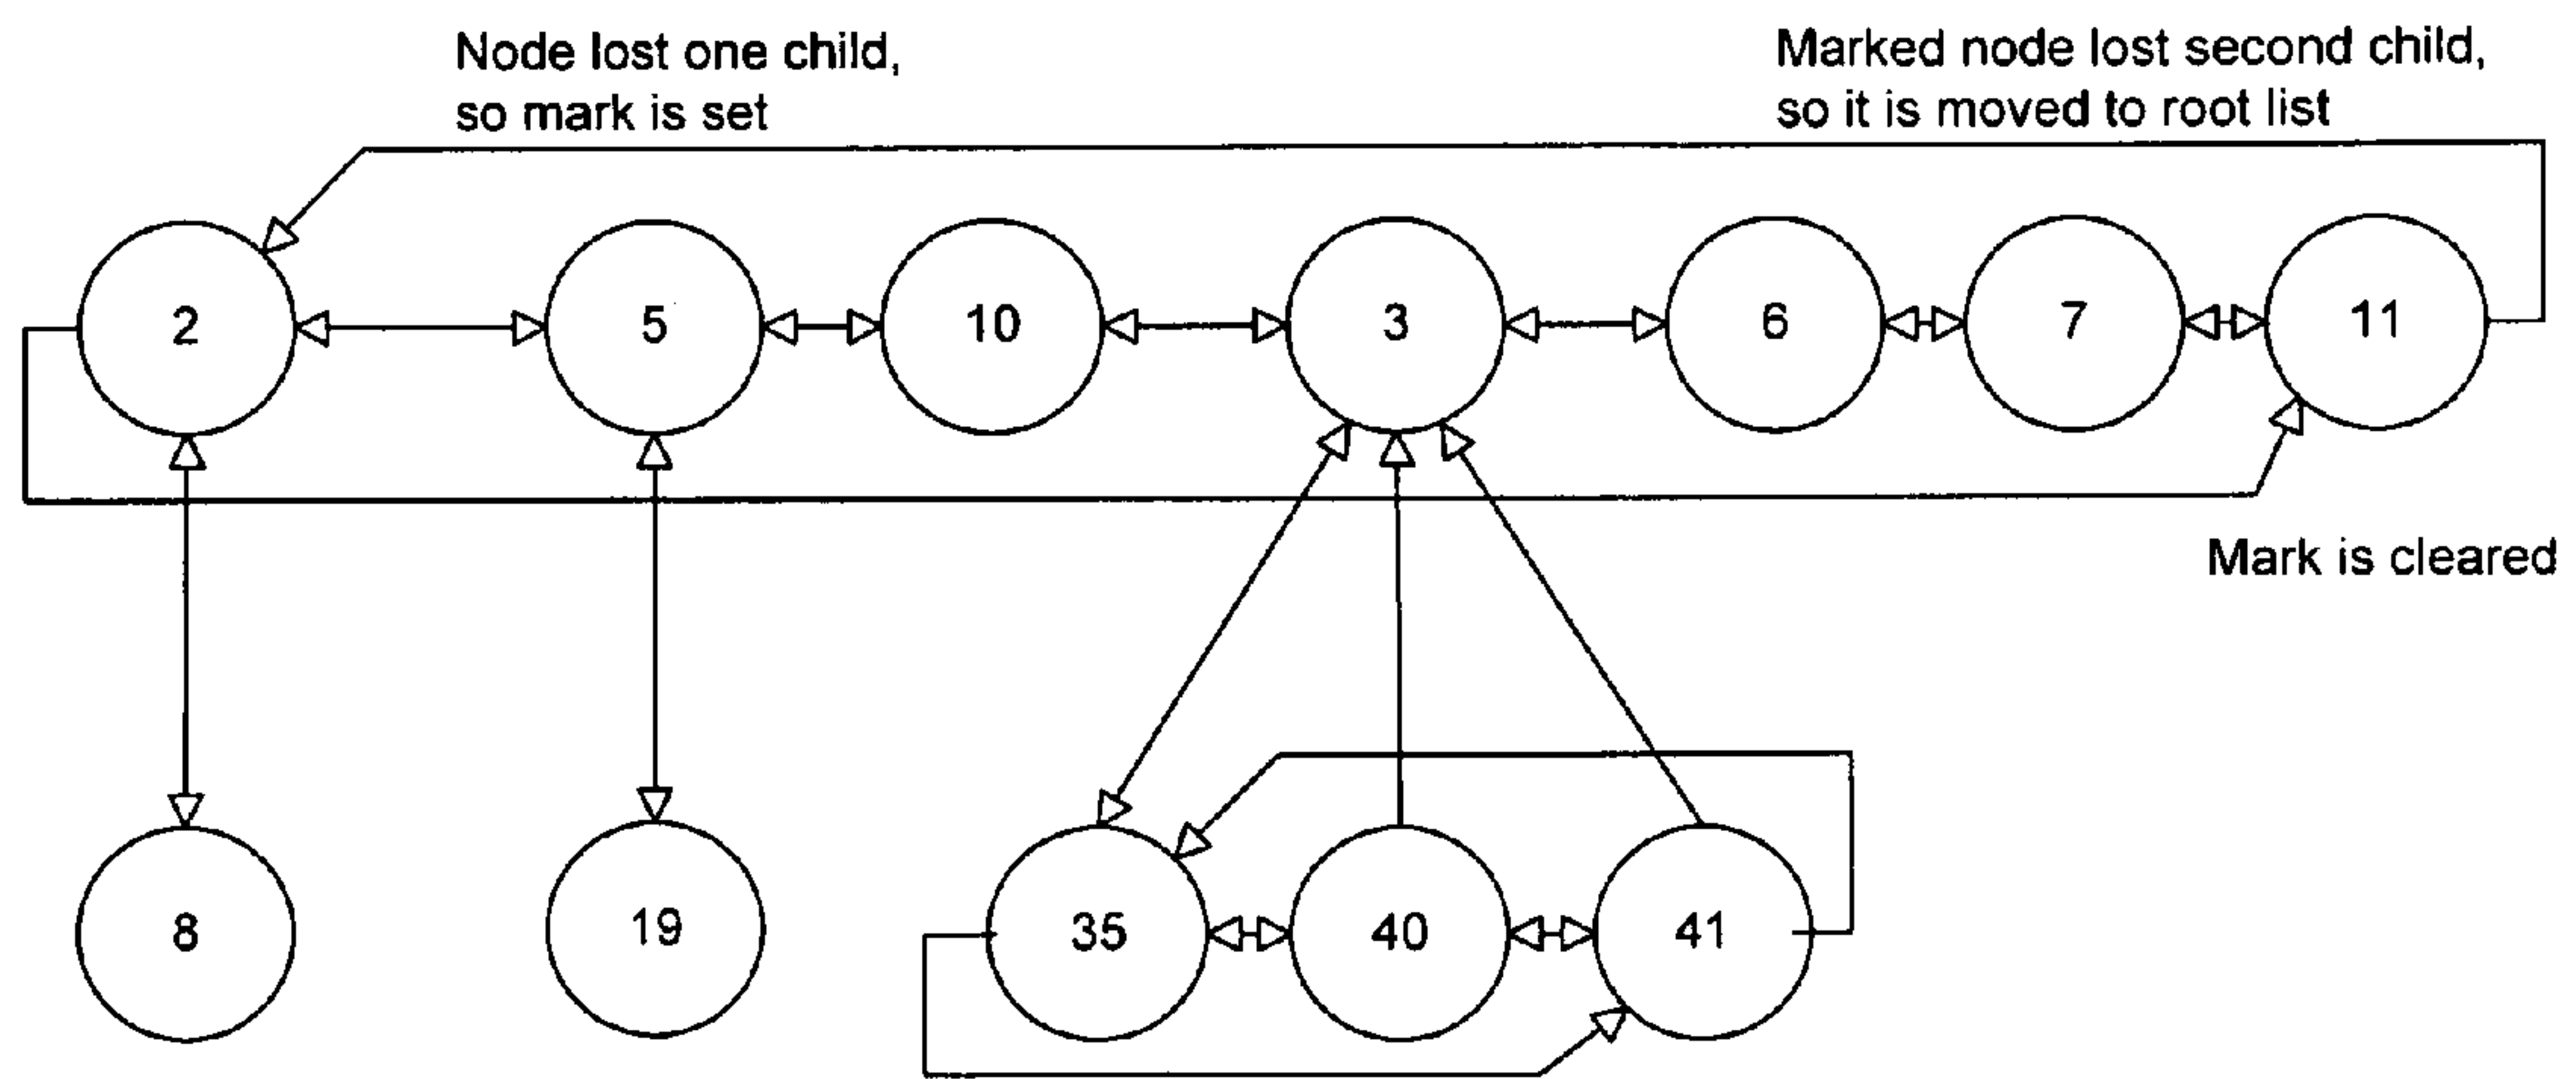 Node lost one child,
so mark is set
Marked node lost second child,
so it is moved to root list
2
5
10
3
6
7
11
Mark is cleared
8
19
35
40
41